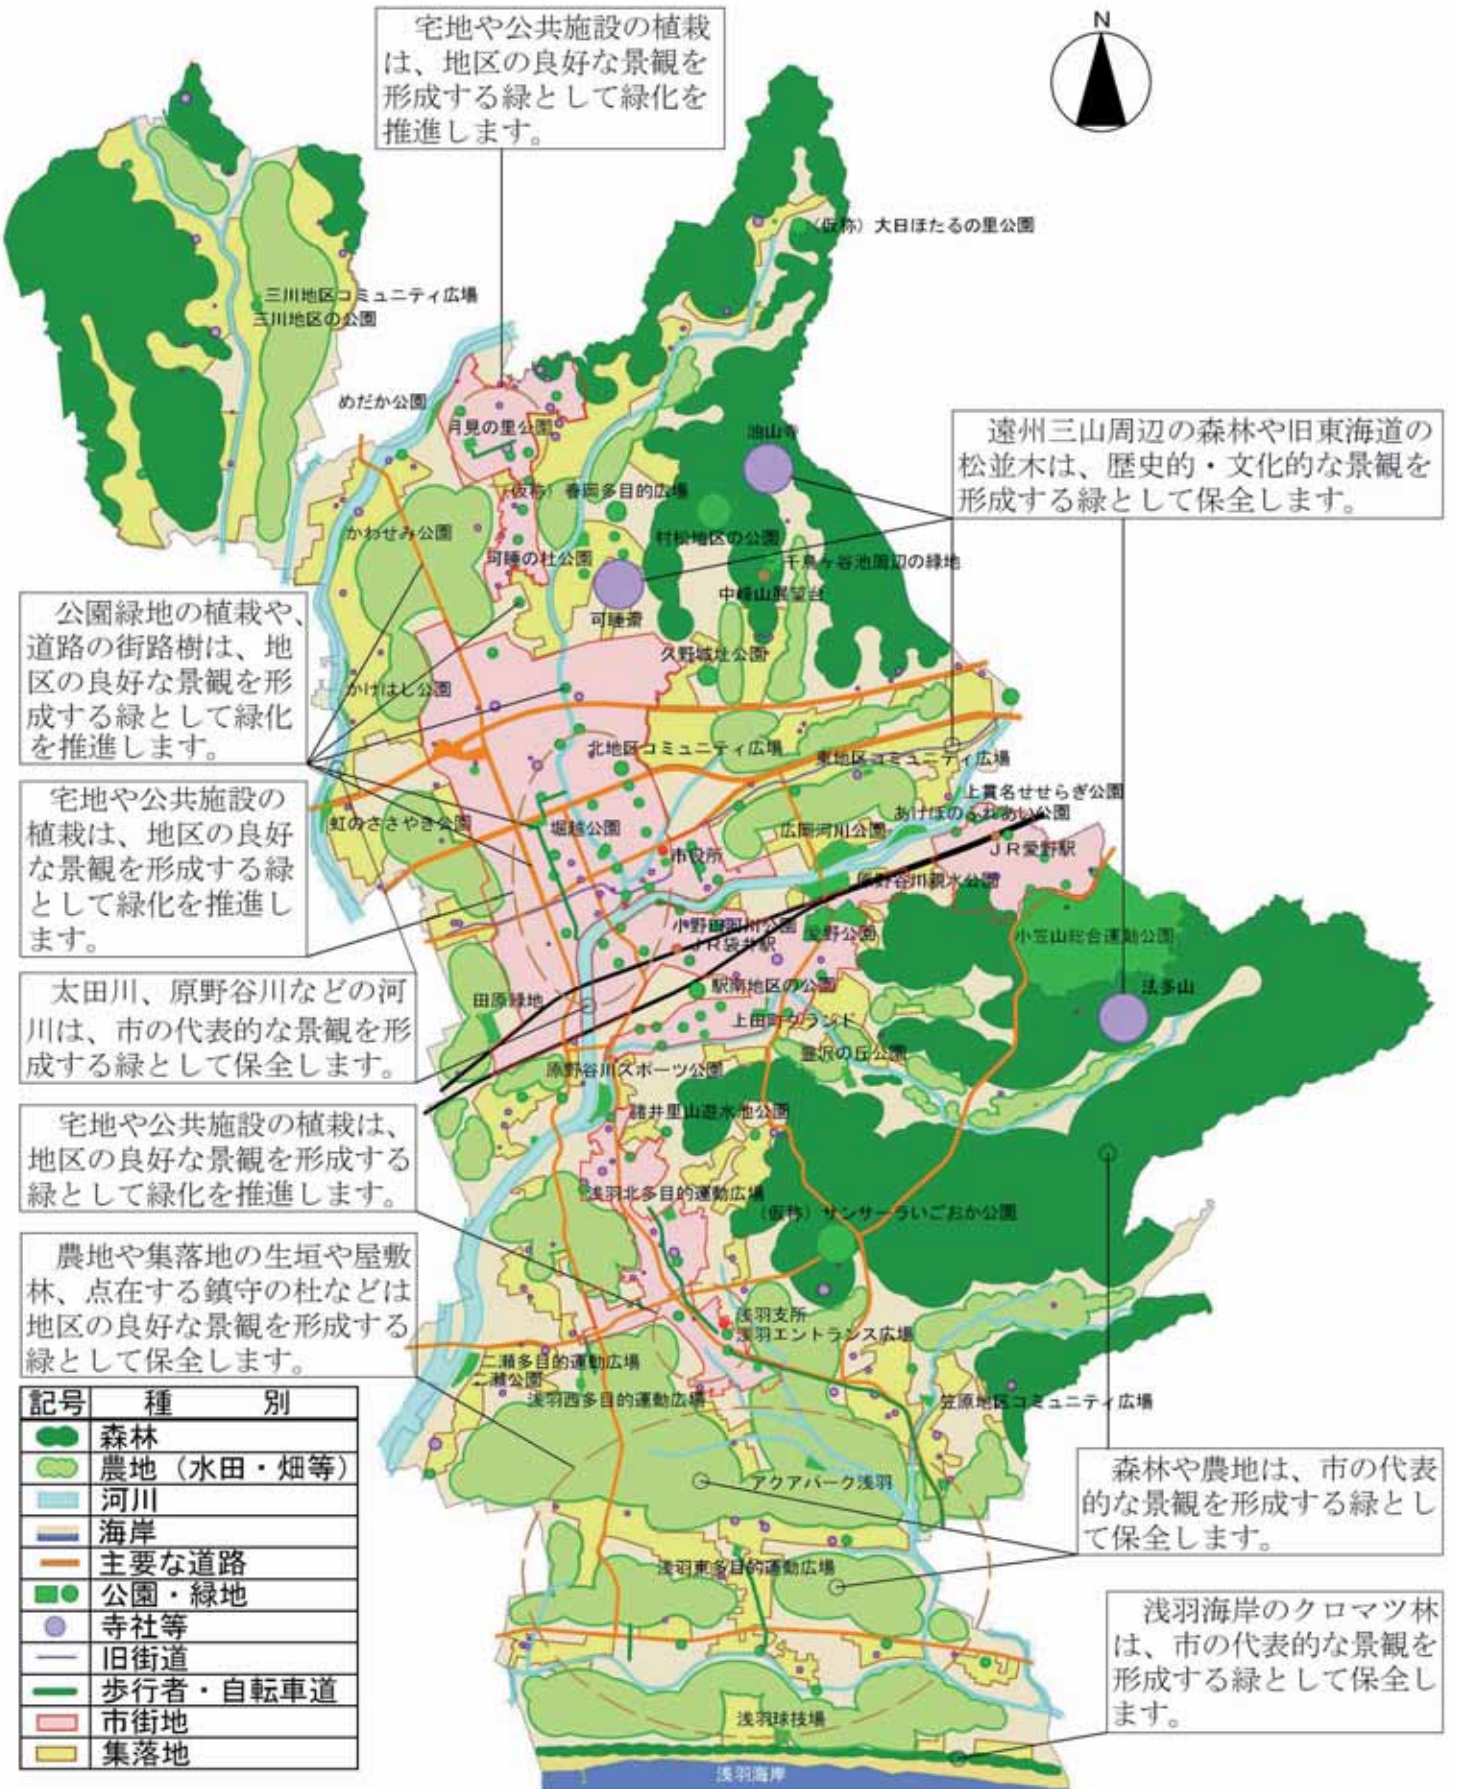 宅地や公共施設の植栽
は、地区の良好な景観を
形成する緑として緑化を
推進します。
N
(仮称)大日ほたるの里公園
三川地区コミュニティ広場
三川地区の公園
めだか公園
月見の里公園
油山寺
遠州三山周辺の森林や旧東海道の
松並木は、歴史的・文化的な景観を
形成する緑として保全します。
(仮称)春岡多目的広場
かわせみ公園
村松地区の公園
可睡の杜公園
千鳥ヶ谷池周辺の緑地
中峰山展望台
可睡斎
公園緑地の植栽や、
道路の街路樹は、地
区の良好な景観を形
成する緑として緑化
を推進します。
久野城址公園
かけはし公園
北地区コミュニティ広場
東地区コミュニティ広場
宅地や公共施設の
植栽は、地区の良好
な景観を形成する緑
として緑化を推進し
ます。
上貫名せせらぎ公園
あけぼのふれあい公園
虹のささやき公園
堀越公園
広岡河川公園
市役所
JR愛野駅
原野谷川親水公園
小野田河川公園
愛野公園
小笠山総合運動公園
JR袋井駅
太田川、原野谷川などの河
川は、市の代表的な景観を形
成する緑として保全します。
田原緑地
駅南地区の公園
法多山
上田町グランド
豊沢の丘公園
原野谷川スポーツ公園
諸井里山遊水池公園
宅地や公共施設の植栽は、
地区の良好な景観を形成する
緑として緑化を推進します。
浅羽北多目的運動広場
(仮称)サンサーラいごおか公園
農地や集落地の生垣や屋敷
林、点在する鎮守の杜などは
地区の良好な景観を形成する
緑として保全します。
浅羽支所
浅羽エントランス広場
二瀬多目的運動広場
二瀬公園
浅羽西多目的運動広場
笠原地区コミュニティ広場
記号 種別
森林
農地(水田・畑等)
河川
海岸
主要な道路
公園・緑地
寺社等
旧街道
歩行者・自転車道
市街地
集落地
アクアパーク浅羽
森林や農地は、市の代表
的な景観を形成する緑とし
て保全します。
浅羽東多目的運動広場
浅羽海岸のクロマツ林
は、市の代表的な景観を
形成する緑として保全し
ます。
浅羽球技場
浅羽海岸